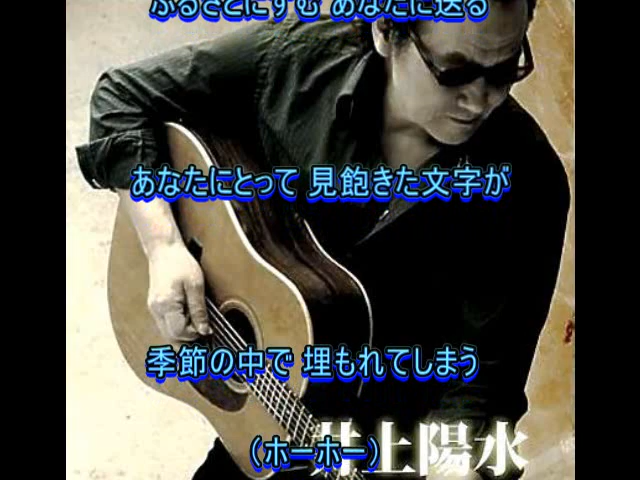 ふるさとにすむ あなたに送る
あなたにとって 見飽きた文字が
季節の中で 埋もれてしまう
(ホーホー)
井上陽水